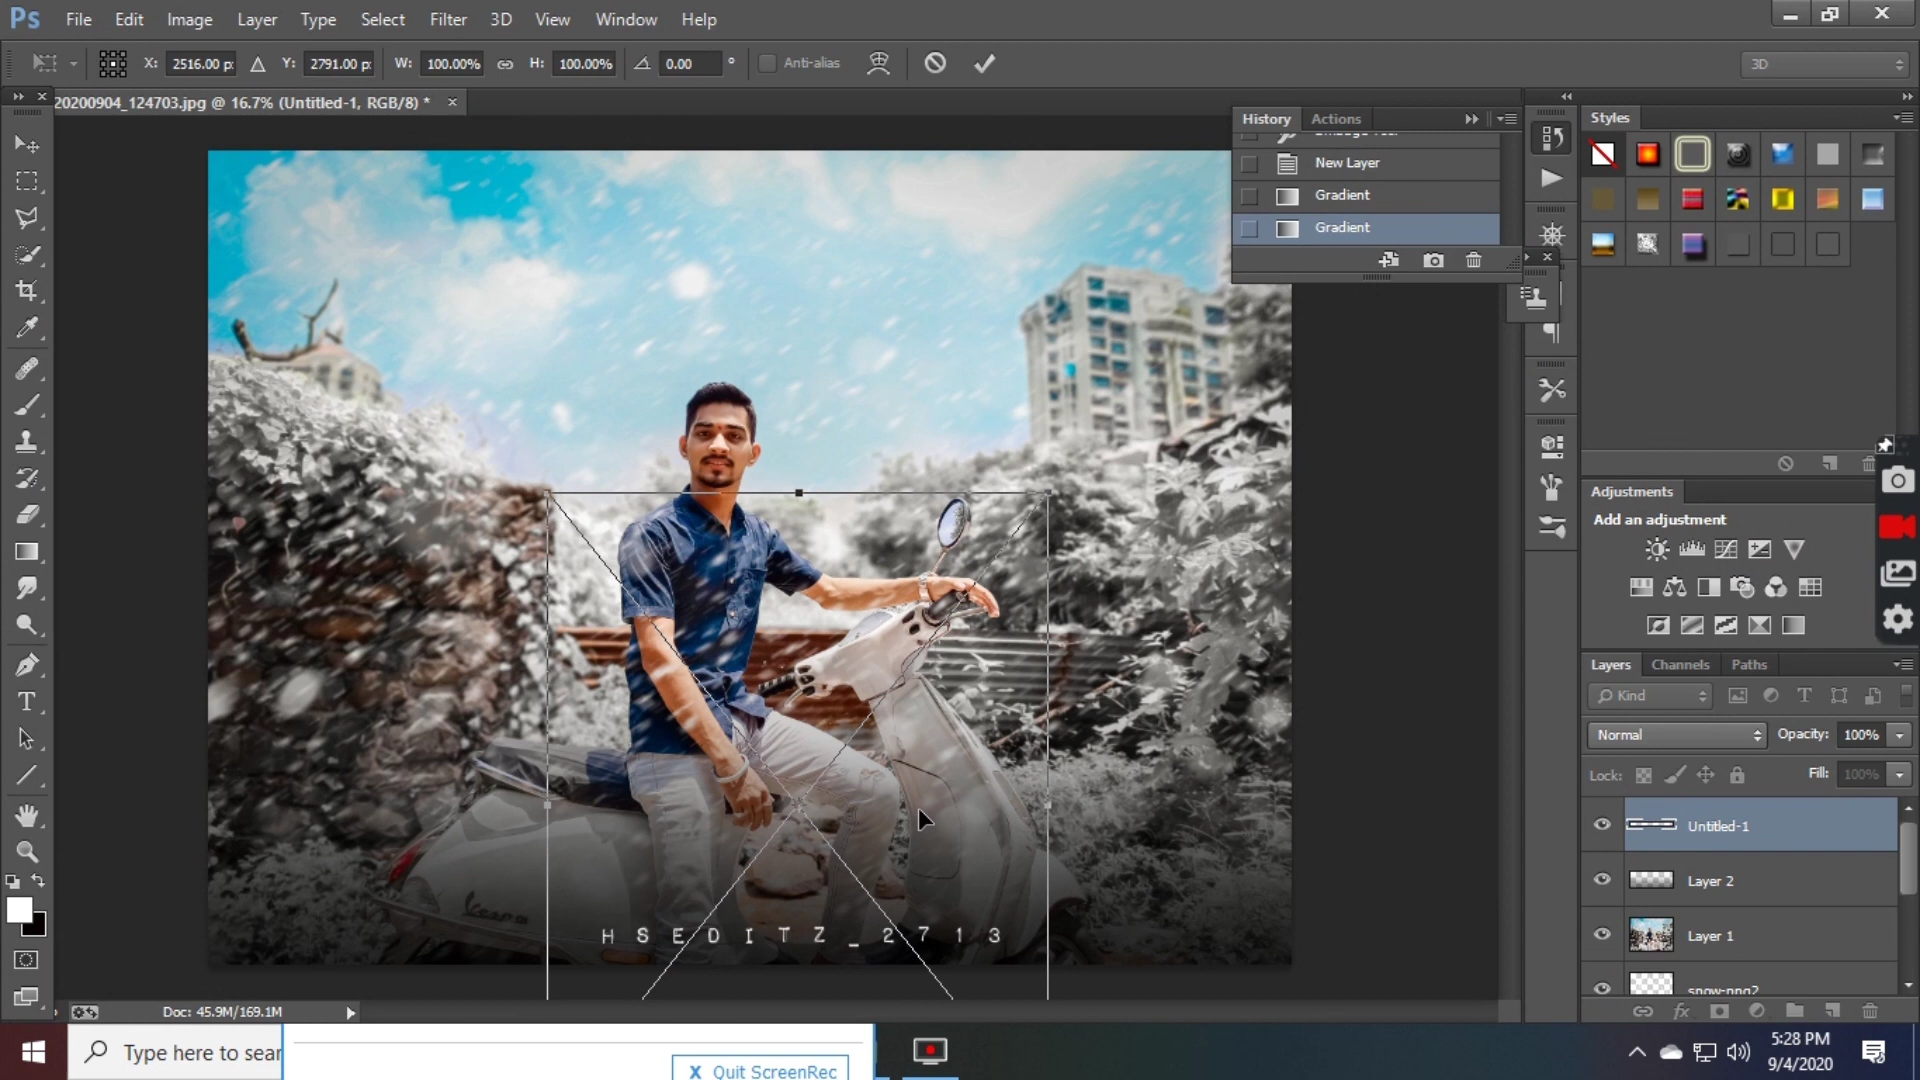 Ps File Edit Image Layer Type Select Filter 3D View Window Help
X: 2516.00 p: Y: 2791.00 p: W: 100.00% H: 100.00% 0.00 ° Anti-alias 3D
20200904_124703.jpg @ 16.7% (Untitled-1, RGB/8) *
History Actions
New Layer
Gradient
Gradient
Styles
Adjustments
Add an adjustment
Layers Channels Paths
Kind
Normal Opacity: 100%
Lock: Fill: 100%
Untitled-1
Layer 2
Layer 1
snow-png2
Vespa
HSEDITZ_2713
Doc: 45.9M/169.1M
Type here to sear
X Quit ScreenRec
5:28 PM
9/4/2020